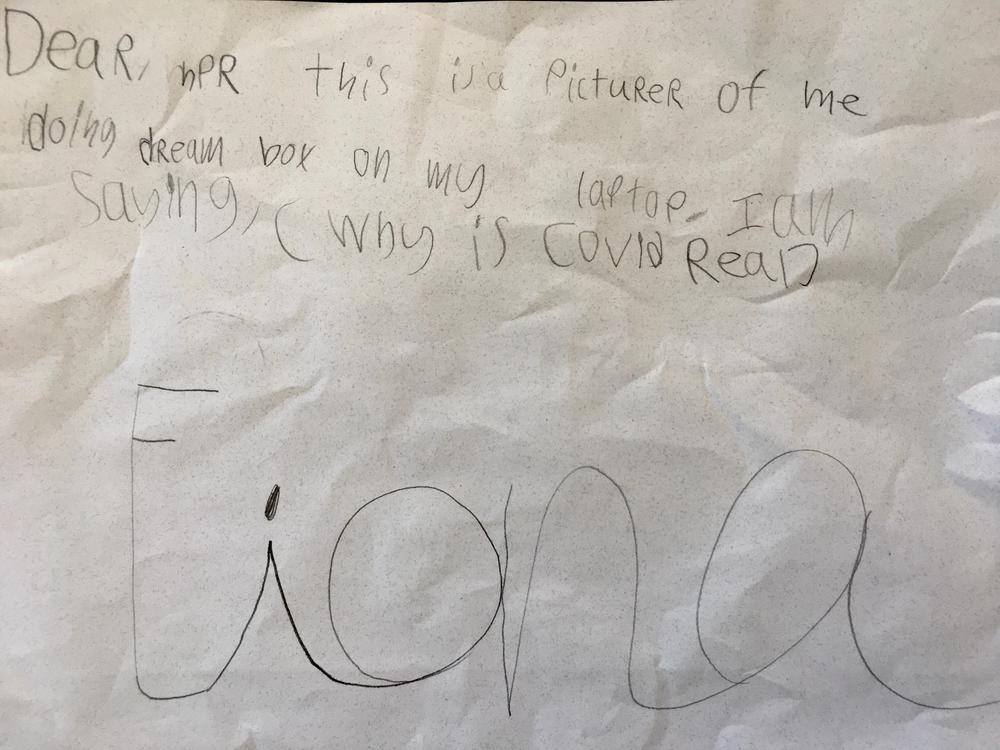 Dear, NPR this is a PictuRER of me
doing dream box on my laptop. I am
saying, (Why is Covid Real)
Fiona